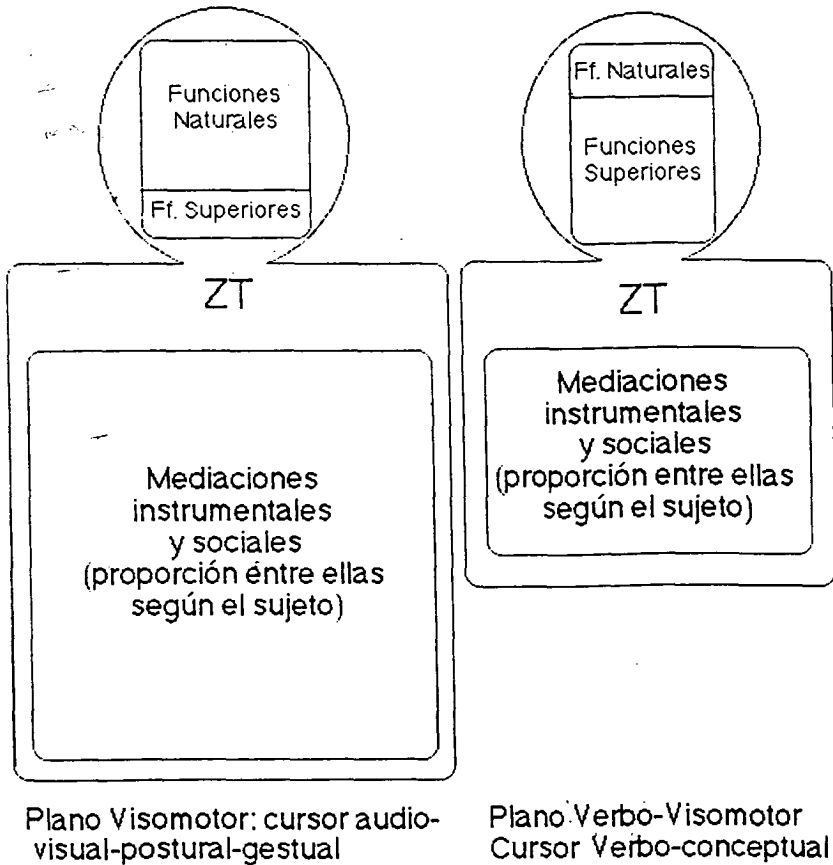 Funciones
Naturales
Ff. Superiores
ZT
Mediaciones
instrumentales
y sociales
(proporción éntre ellas
según el sujeto)
Plano Visomotor: cursor audio-
visual-postural-gestual
Ff. Naturales
Funciones
Superiores
ZT
Mediaciones
instrumentales
y sociales
(proporción entre ellas
según el sujeto)
Plano Verbo-Visomotor
Cursor Verbo-conceptual